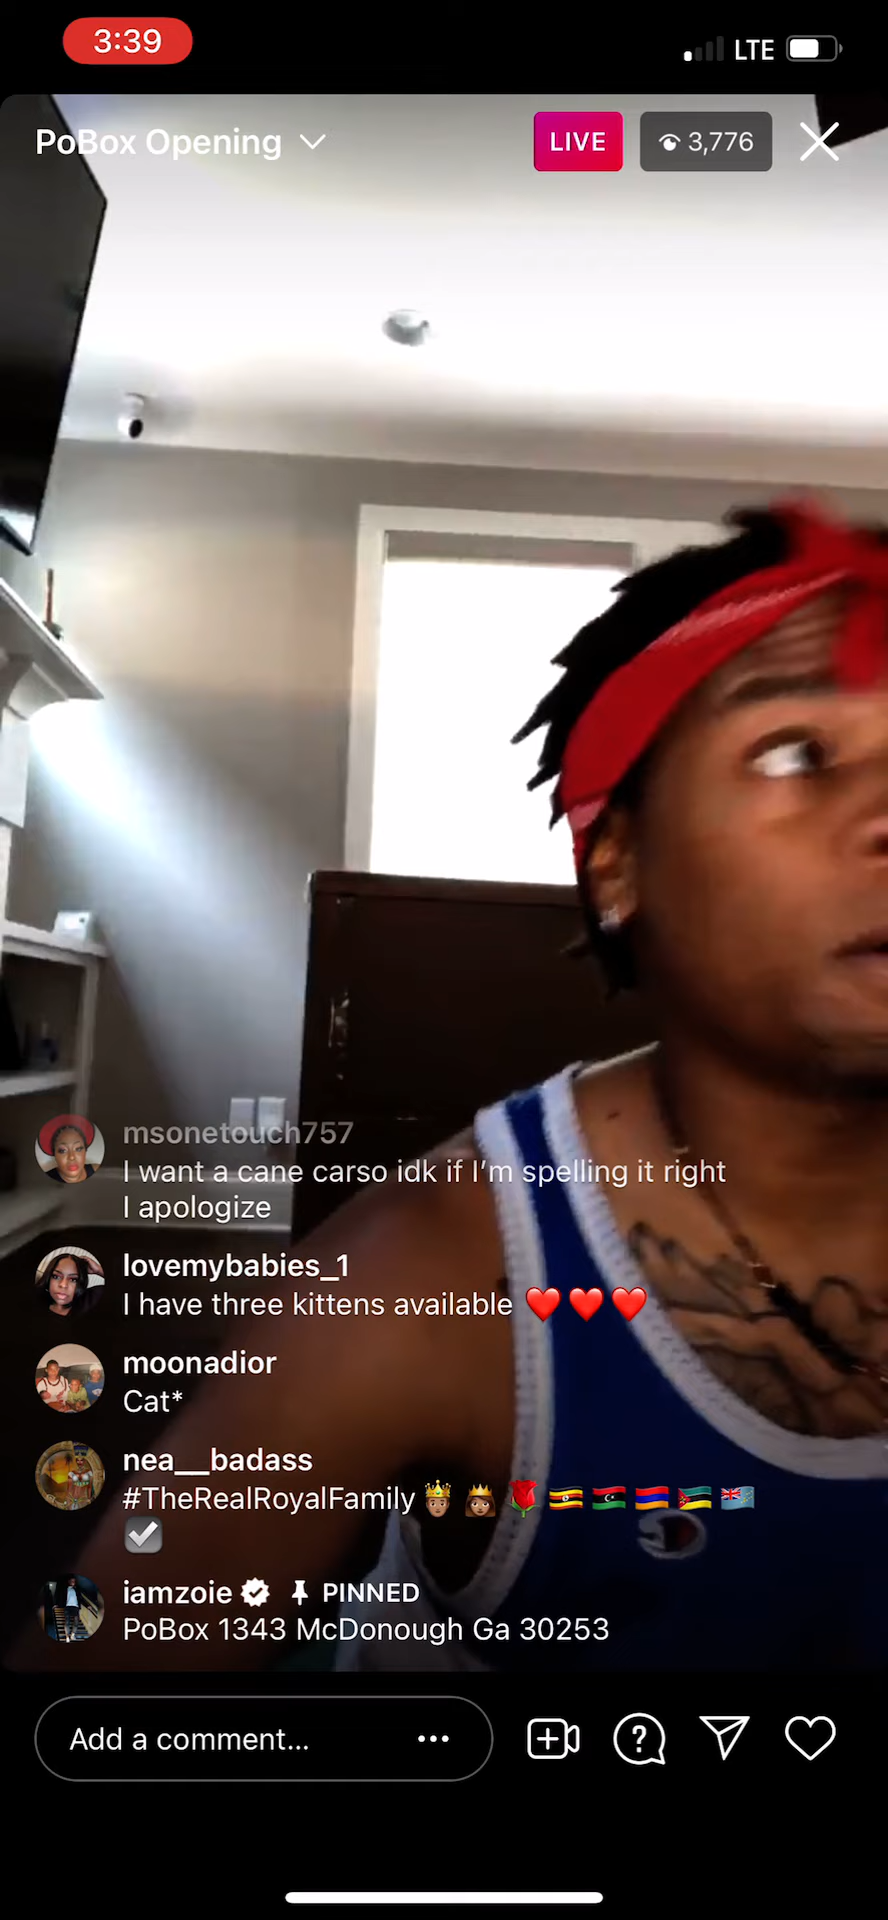 3:39
LTE
PoBox Opening
LIVE
3,776
msonetouch757
I want a cane carso idk if I’m spelling it right
I apologize
lovemybabies_1
I have three kittens available ❤️❤️❤️
moonadior
Cat*
nea__badass
#TheRealRoyalFamily 🤴🏽👸🏽🌹🇺🇬🇱🇾🇦🇲🇲🇿🇹🇻
☑️
iamzoie PINNED
PoBox 1343 McDonough Ga 30253
Add a comment...